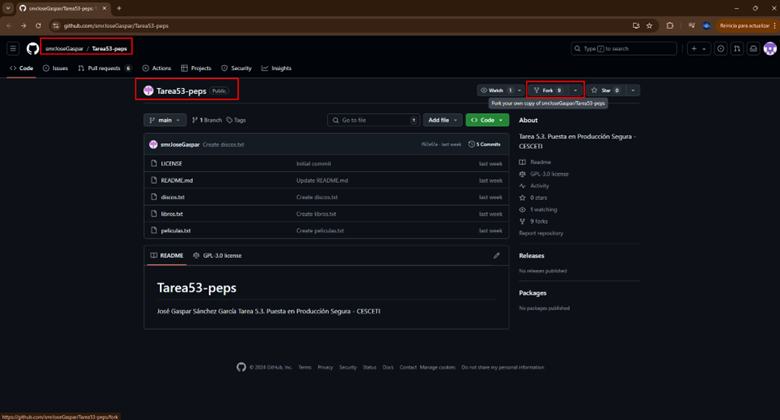 smrJoseGaspar/Tarea53-peps
github.com/smrJoseGaspar/Tarea53-peps
Reinicia para actualizar
smrJoseGaspar / Tarea53-peps
Type / to search
Code Issues Pull requests 6 Actions Projects Security Insights
Tarea53-peps Public
Watch 1 Fork 9 Star 0
Fork your own copy of smrJoseGaspar/Tarea53-peps
main 1 Branch Tags Go to file Add file Code
About
Tarea 5.3. Puesta en Producción Segura - CESCETI
smrJoseGaspar Create discos.txt last week 5 Commits
LICENSE Initial commit last week
README.md Update README.md last week
discos.txt Create discos.txt last week
libros.txt Create libros.txt last week
peliculas.txt Create peliculas.txt last week
Readme
GPL-3.0 license
Activity
0 stars
1 watching
9 forks
Report repository
README GPL-3.0 license
Tarea53-peps
José Gaspar Sánchez García Tarea 5.3. Puesta en Producción Segura - CESCETI
Releases
No releases published
Packages
No packages published
© 2024 GitHub, Inc. Terms Privacy Security Status Docs Contact Manage cookies Do not share my personal information
https://github.com/smrJoseGaspar/Tarea53-peps/fork